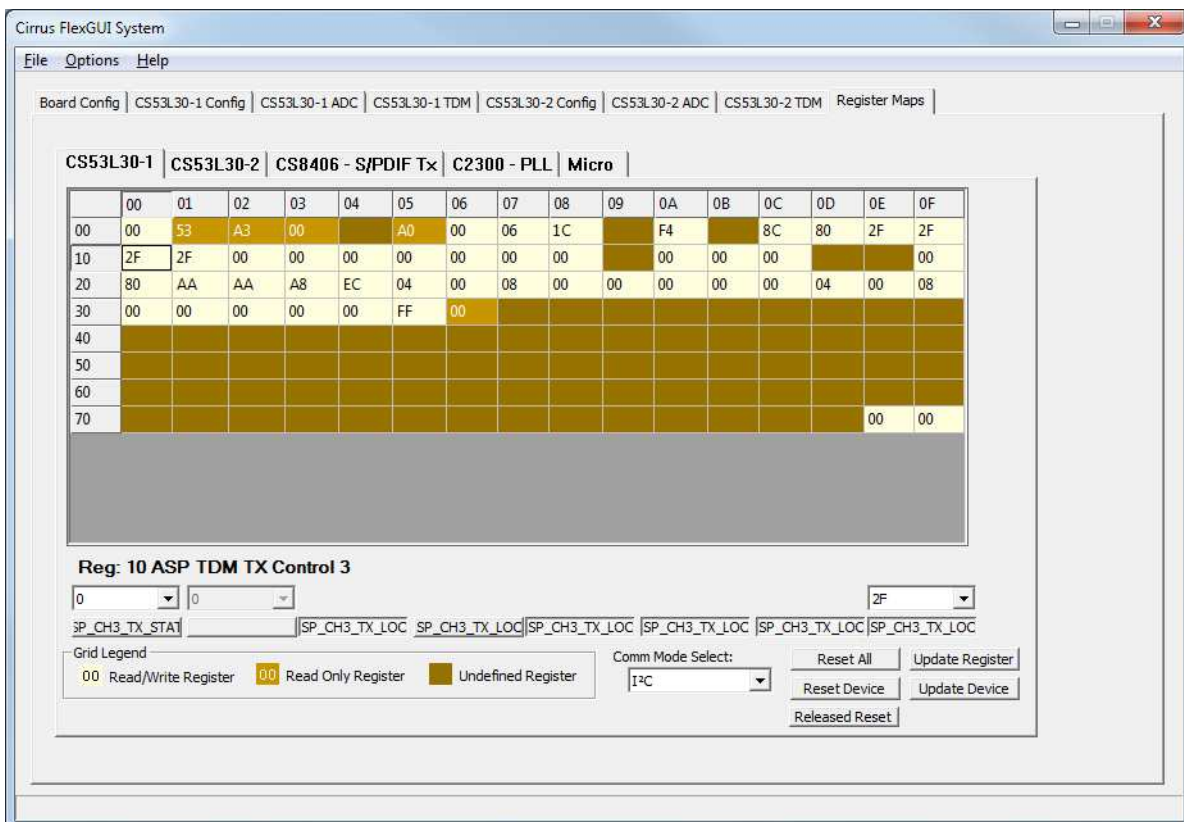 Cirrus FlexGUI System
File Options Help
Board Config CS53L30-1 Config CS53L30-1 ADC CS53L30-1 TDM CS53L30-2 Config CS53L30-2 ADC CS53L30-2 TDM Register Maps
CS53L30-1 CS53L30-2 CS8406 - S/PDIF Tx C2300 - PLL Micro
00 01 02 03 04 05 06 07 08 09 0A 0B 0C 0D 0E 0F
00 00 53 A3 00 A0 00 06 1C F4 8C 80 2F 2F
10 2F 2F 00 00 00 00 00 00 00 00 00 00 00
20 80 AA AA A8 EC 04 00 08 00 00 00 00 00 04 00 08
30 00 00 00 00 00 FF 00
40
50
60
70 00 00
Reg: 10 ASP TDM TX Control 3
0 0 2F
SP_CH3_TX_STAT SP_CH3_TX_LOC SP_CH3_TX_LOC SP_CH3_TX_LOC SP_CH3_TX_LOC SP_CH3_TX_LOC SP_CH3_TX_LOC
Grid Legend
00 Read/Write Register 00 Read Only Register Undefined Register
Comm Mode Select:
I²C
Reset All Update Register
Reset Device Update Device
Released Reset